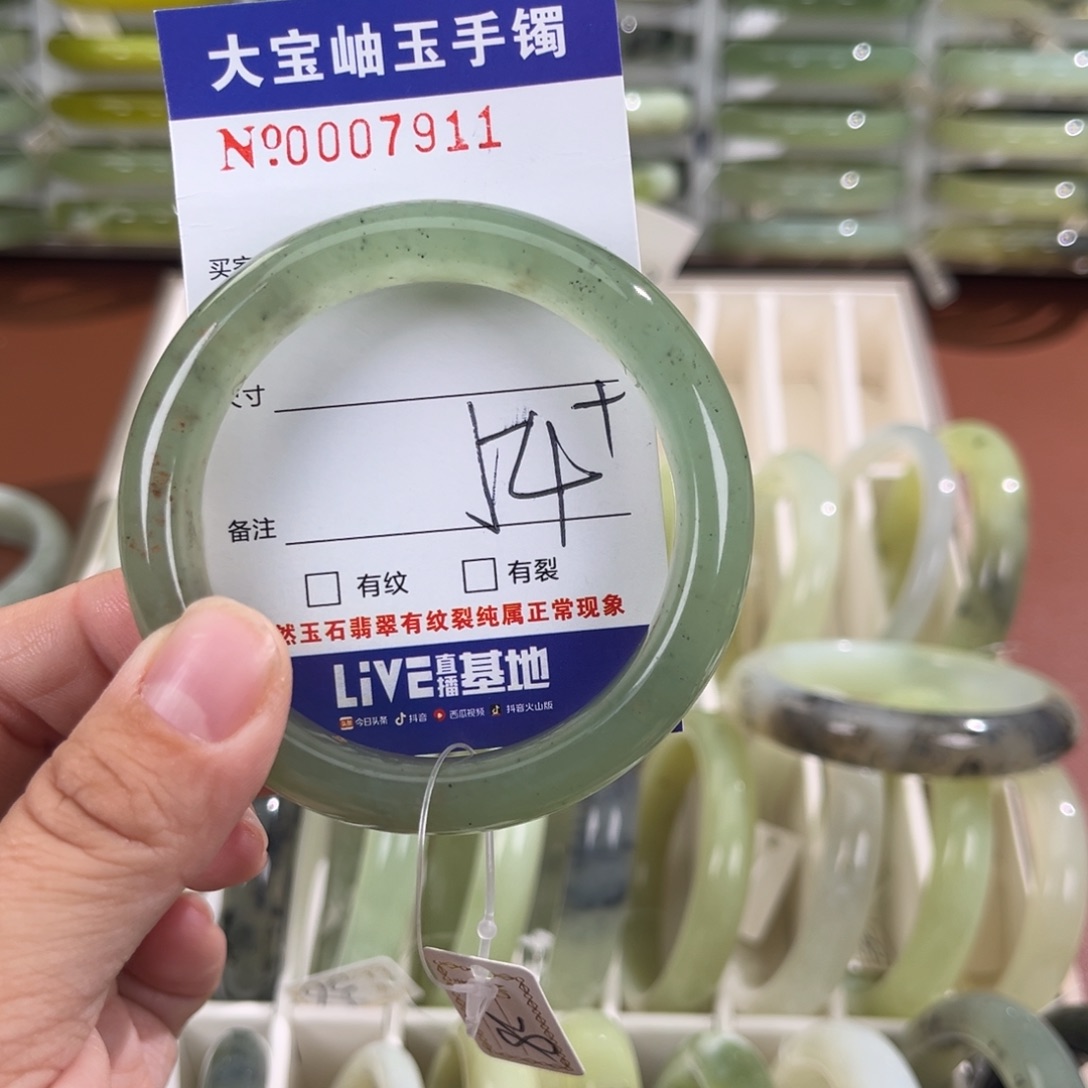 大宝岫玉手镯
No:0007911
买家
寸
54+
备注
有纹 有裂
然玉石翡翠有纹裂纯属正常现象
LiVE直播基地
今日头条 抖音 西瓜视频 抖音火山版